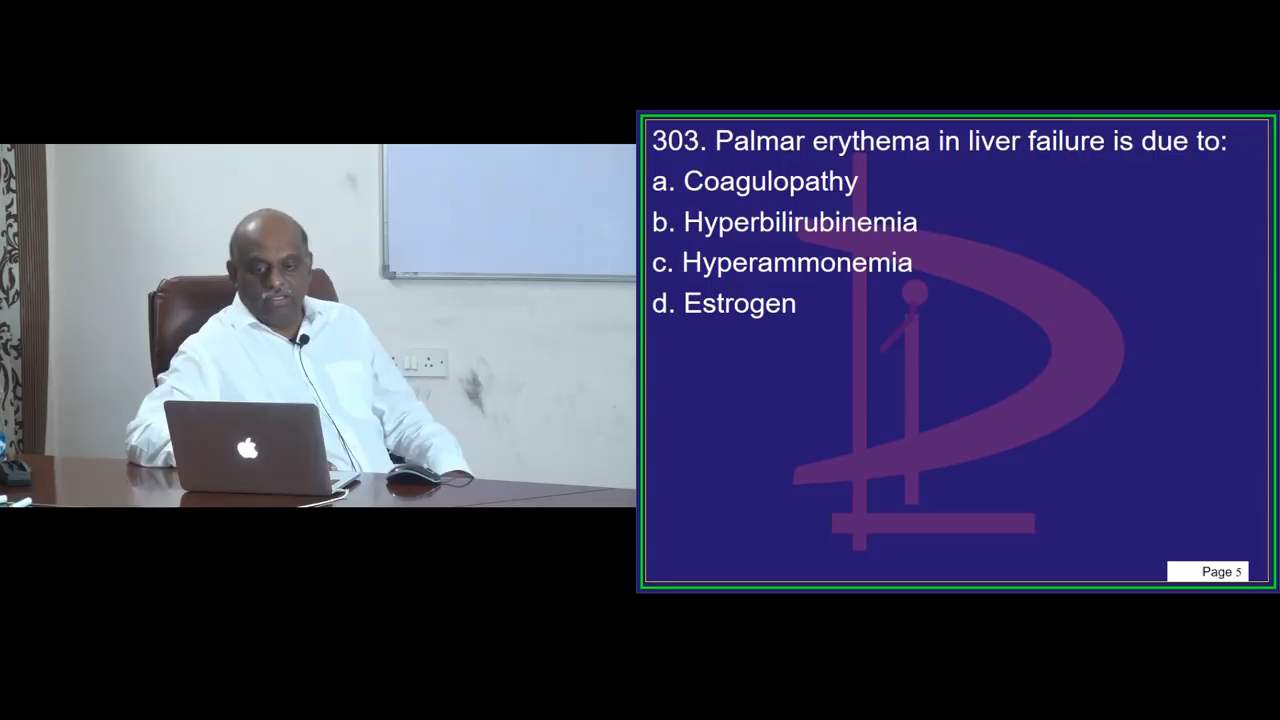 303. Palmar erythema in liver failure is due to:
a. Coagulopathy
b. Hyperbilirubinemia
c. Hyperammonemia
d. Estrogen
Page 5